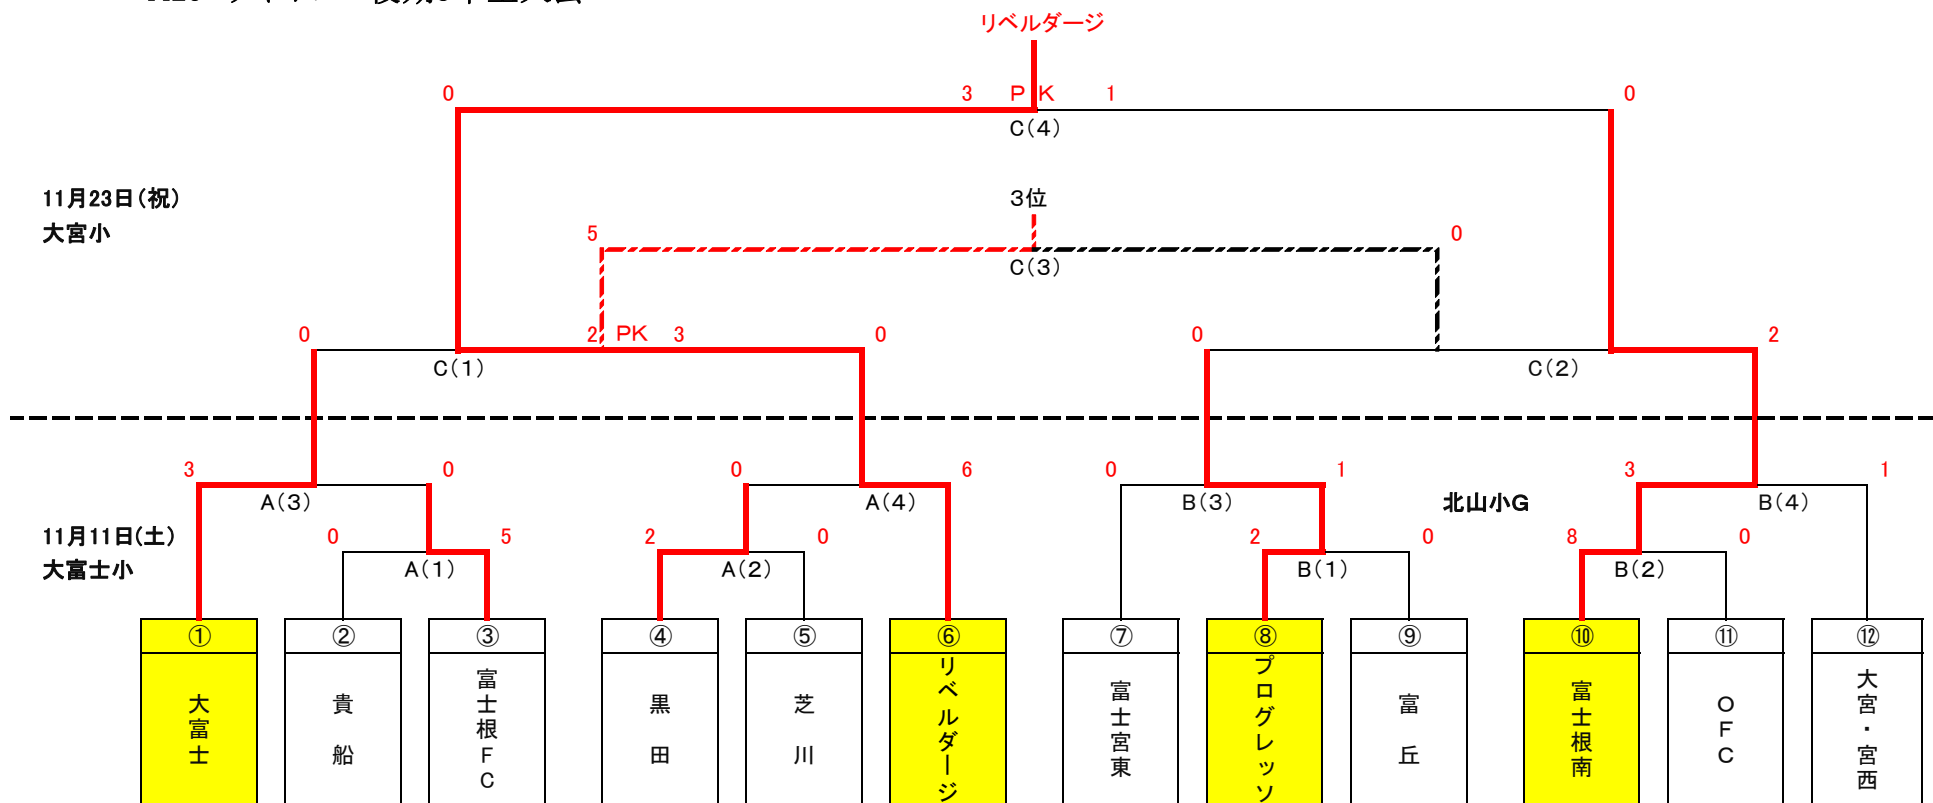 リベルダージ
0 3 PK 1 0
C(4)
11月23日(祝)
3位
大宮小
5 0
C(3)
0 2 PK 3 0 0 2
C(1) C(2)
3 0 0 6 0 1 3 1
A(3) A(4) B(3) 北山小G B(4)
11月11日(土)
0 5 2 0 2 0 8 0
大富士小
A(1) A(2) B(1) B(2)
① ② ③ ④ ⑤ ⑥ ⑦ ⑧ ⑨ ⑩ ⑪ ⑫
大富士
貴船
富士根FC
黒田
芝川
リベルダージ
富士宮東
プログレッソ
富丘
富士根南
OFC
大宮・宮西